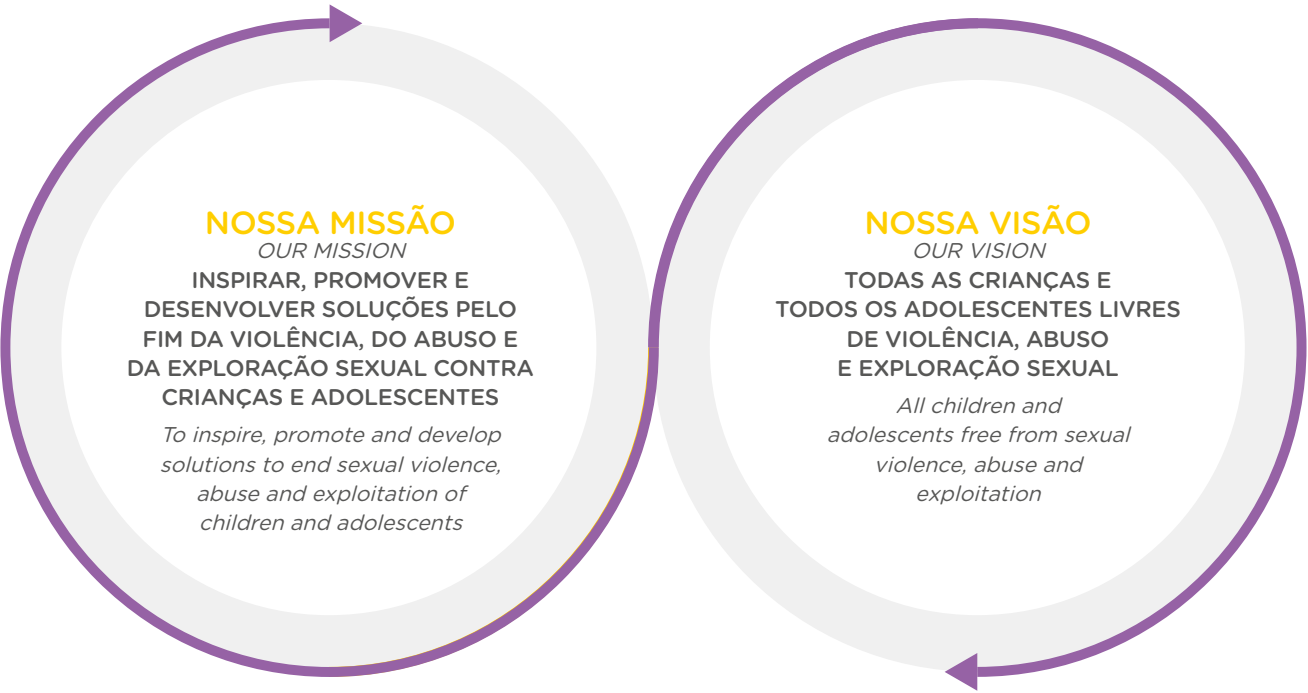 NOSSA MISSÃO
OUR MISSION
INSPIRAR, PROMOVER E
DESENVOLVER SOLUÇÕES PELO
FIM DA VIOLÊNCIA, DO ABUSO E
DA EXPLORAÇÃO SEXUAL CONTRA
CRIANÇAS E ADOLESCENTES
To inspire, promote and develop
solutions to end sexual violence,
abuse and exploitation of
children and adolescents
NOSSA VISÃO
OUR VISION
TODAS AS CRIANÇAS E
TODOS OS ADOLESCENTES LIVRES
DE VIOLÊNCIA, ABUSO
E EXPLORAÇÃO SEXUAL
All children and
adolescents free from sexual
violence, abuse and
exploitation